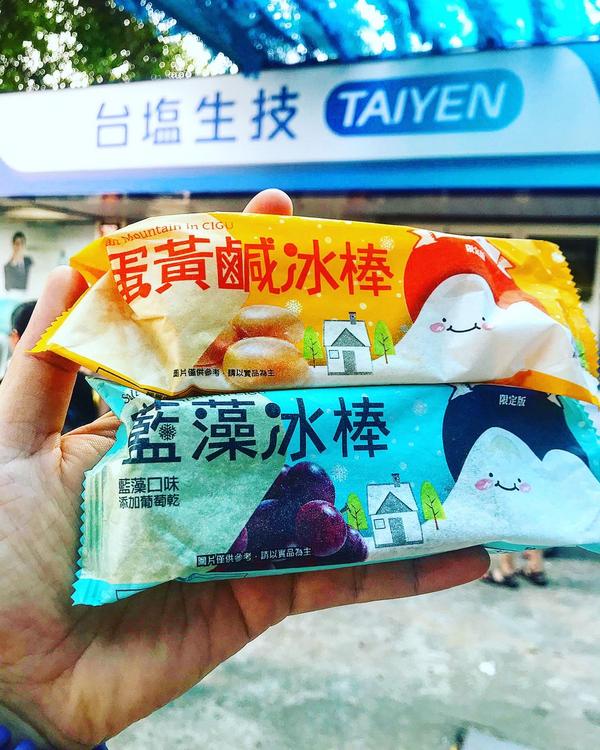 台塩生技 TAIYEN
an Mountain in CIGU
蛋黃鹹冰棒
圖片僅供參考，請以實品為主
藍藻冰棒
限定版
藍藻口味
添加葡萄乾
圖片僅供參考，請以實品為主